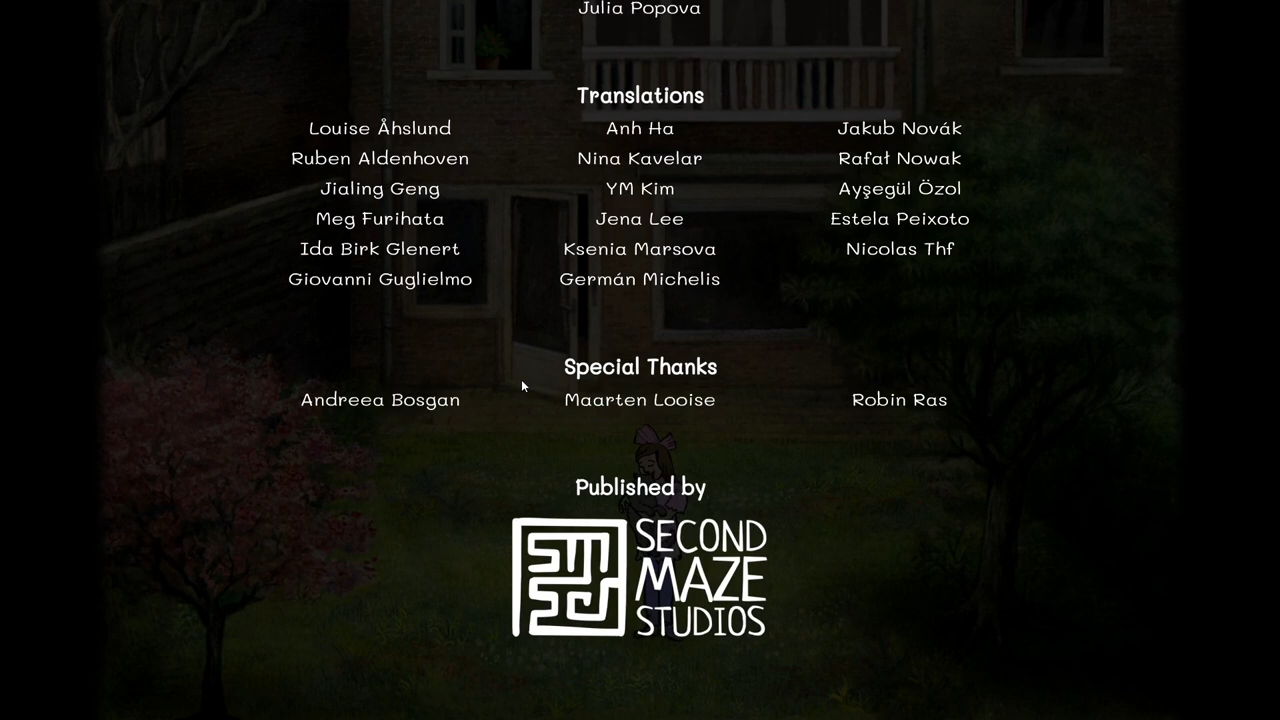 Julia Popova
Translations
Louise Åhslund Anh Ha Jakub Novák
Ruben Aldenhoven Nina Kavelar Rafał Nowak
Jialing Geng YM Kim Ayşegül Özol
Meg Furihata Jena Lee Estela Peixoto
Ida Birk Glenert Ksenia Marsova Nicolas Thf
Giovanni Guglielmo Germán Michelis
Special Thanks
Andreea Bosgan Maarten Looise Robin Ras
Published by
SECOND
MAZE
STUDIOS